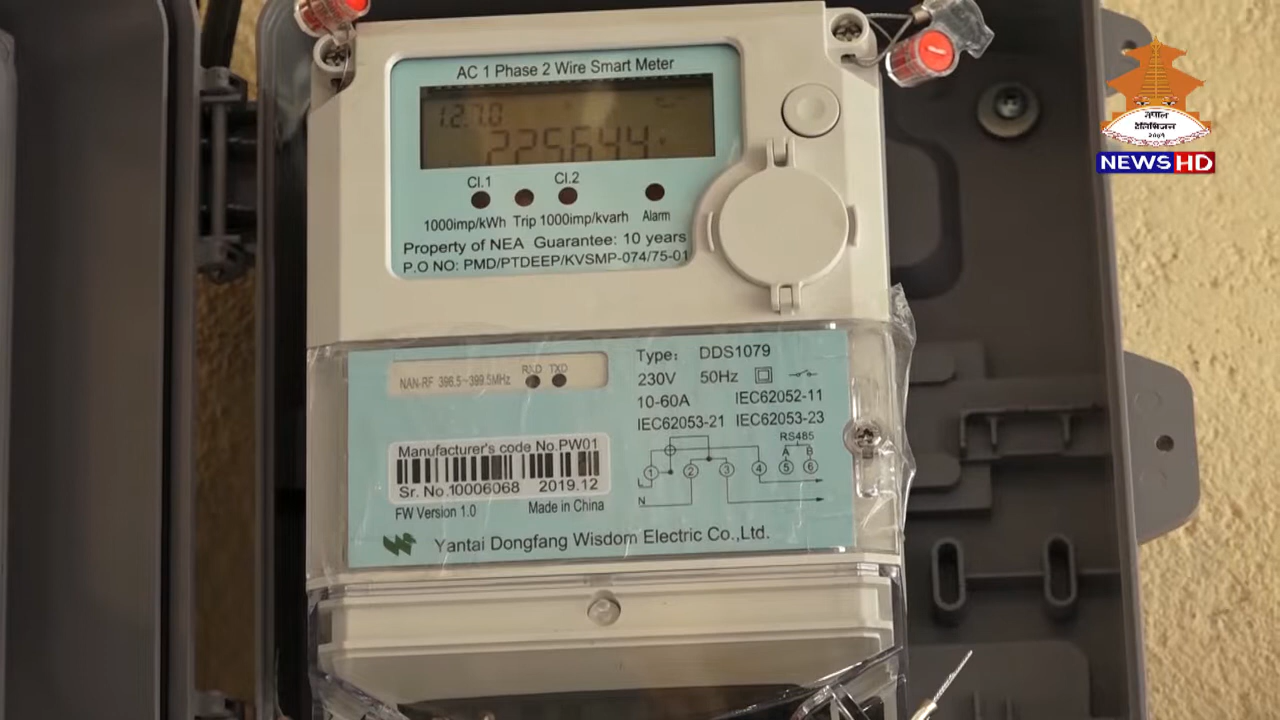 AC 1 Phase 2 Wire Smart Meter
12.7.0
225644
Cl.1 Cl.2
1000imp/kWh Trip 1000imp/kvarh Alarm
Property of NEA Guarantee: 10 years
P.O NO: PMD/PTDEEP/KVSMP-074/75-01
नेपाल
टेलिभिजन
२०४१
NEWS HD
NAN-RF 396.5~399.5MHz RXD TXD
Type: DDS1079
230V 50Hz
10-60A IEC62052-11
IEC62053-21 IEC62053-23
RS485
A B
1 2 3 4 5 6
L
N
Manufacturer's code No.PW01
Sr. No.10006068 2019.12
FW Version 1.0 Made in China
Yantai Dongfang Wisdom Electric Co.,Ltd.